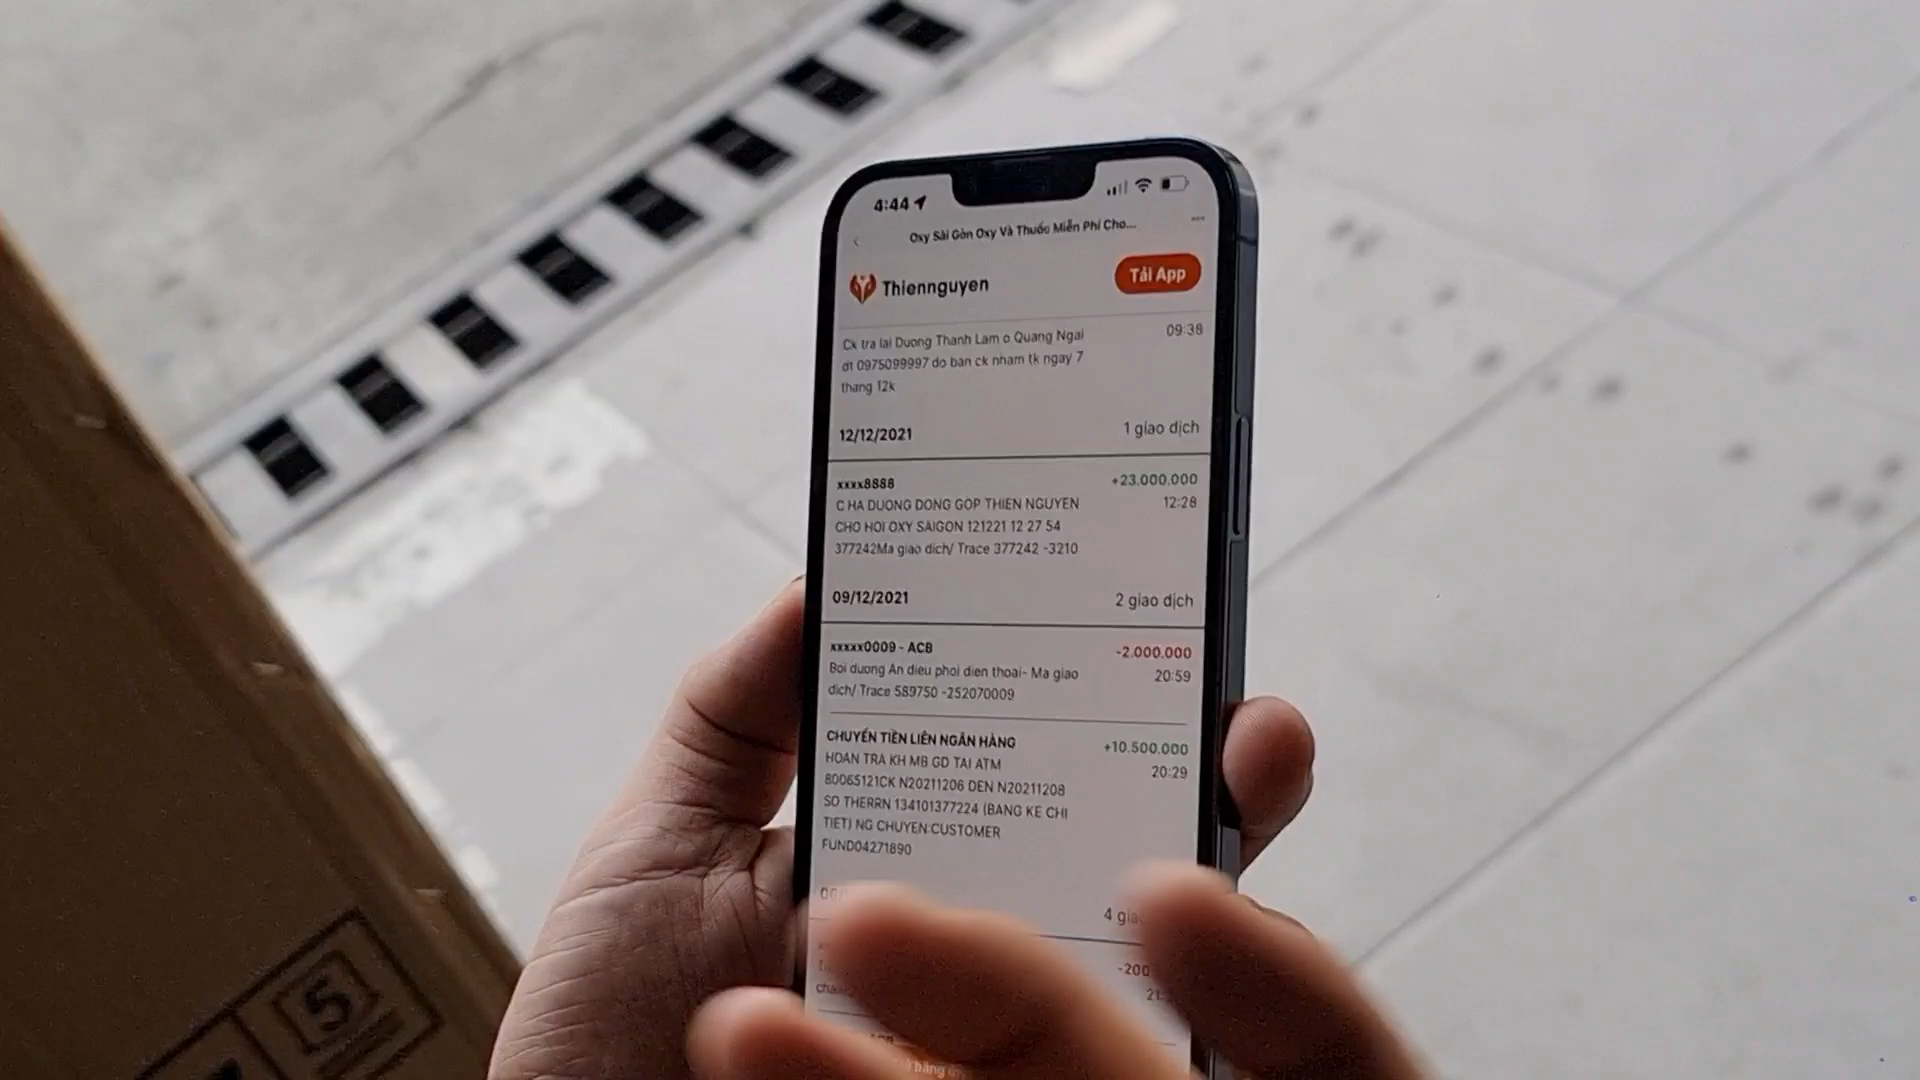 4:44
Oxy Sài Gòn Oxy Và Thuốc Miễn Phí Cho...
Thiennguyen
Tải App
Ck tra lai Duong Thanh Lam o Quang Ngai
09:38
dt 0975099997 do ban ck nham tk ngay 7
thang 12k
12/12/2021
1 giao dịch
xxxx8888
+23.000.000
C HA DUONG DONG GOP THIEN NGUYEN
12:28
CHO HOI OXY SAIGON 121221 12 27 54
377242Ma giao dich/ Trace 377242 -3210
09/12/2021
2 giao dịch
xxxxx0009 - ACB
-2.000.000
Boi duong An dieu phoi dien thoai- Ma giao
20:59
dich/ Trace 589750 -252070009
CHUYỂN TIỀN LIÊN NGÂN HÀNG
+10.500.000
HOAN TRA KH MB GD TAI ATM
20:29
80065121CK N20211206 DEN N20211208
SO THERRN 134101377224 (BANG KE CHI
TIET) NG CHUYEN:CUSTOMER
FUND04271890
4
-200
5